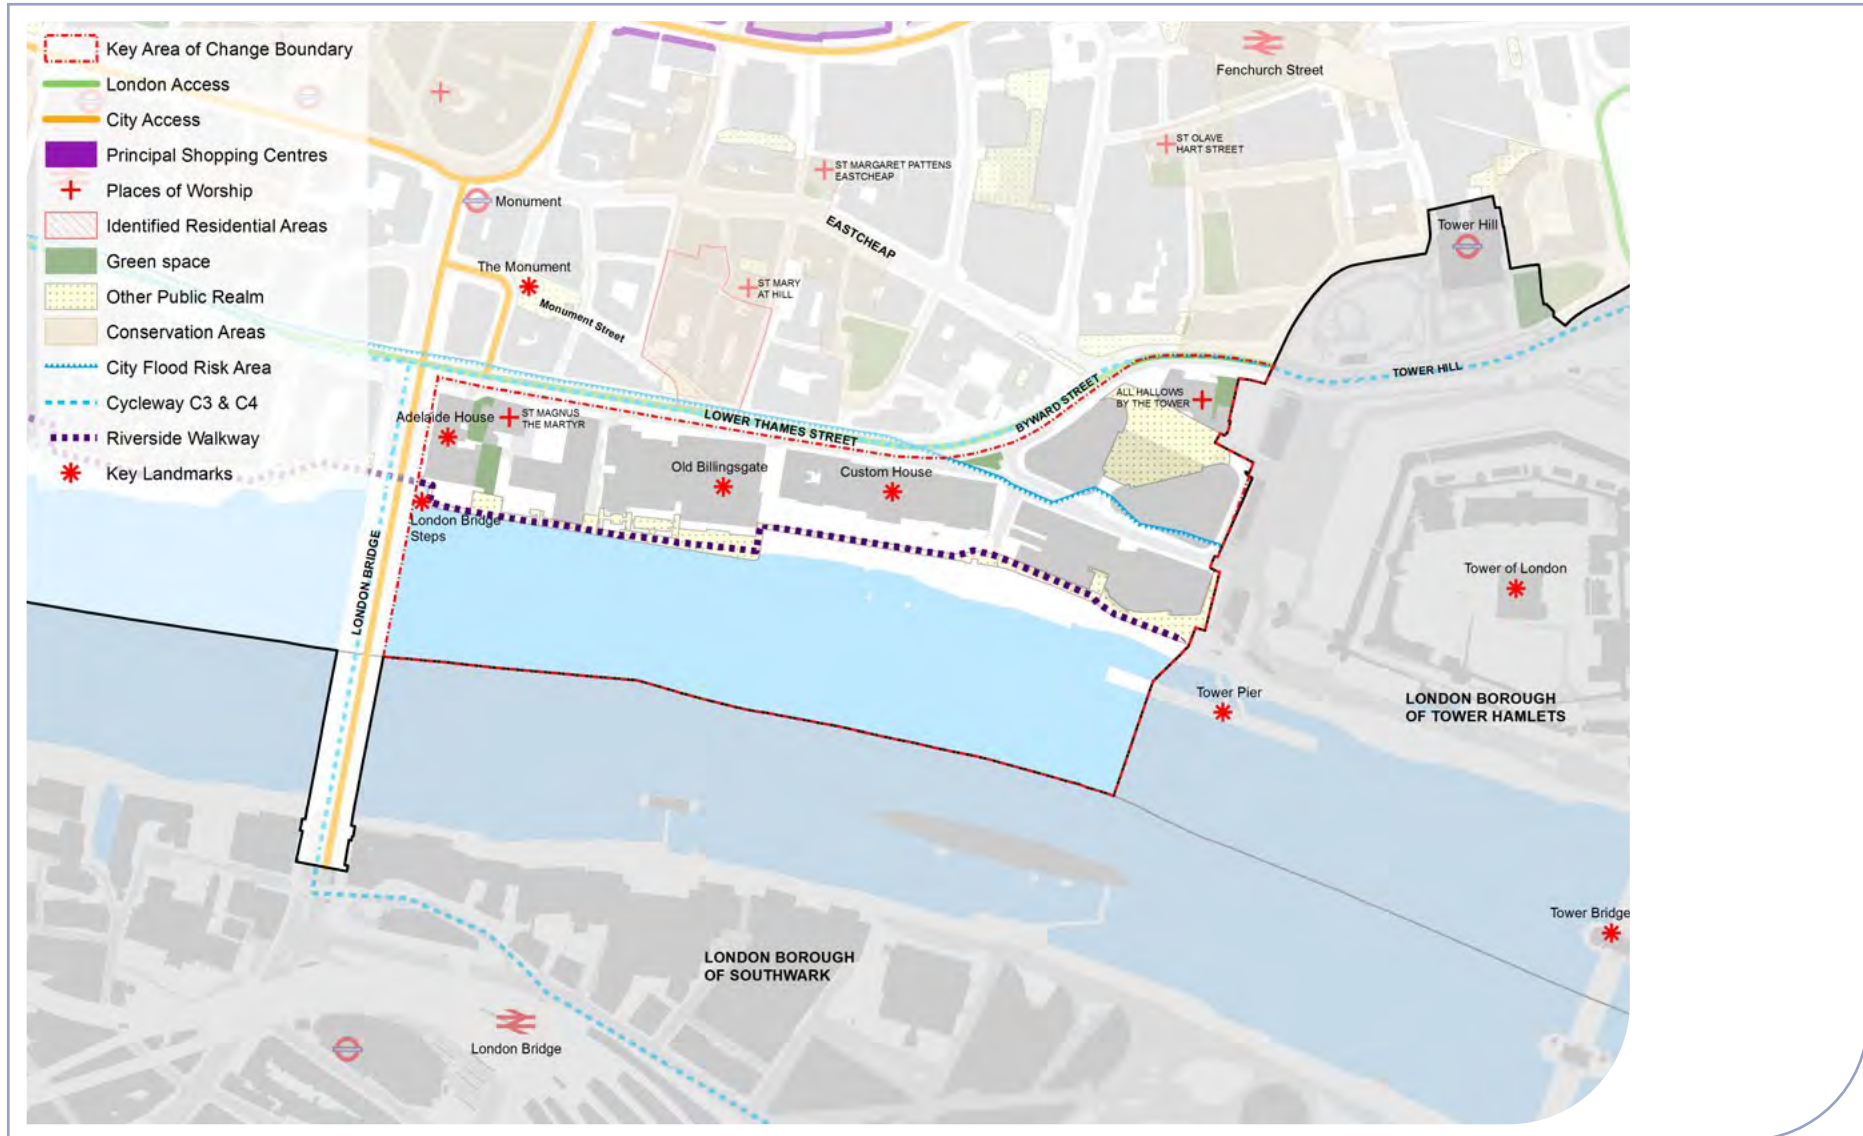 Key Area of Change Boundary
London Access
City Access
Principal Shopping Centres
Places of Worship
Identified Residential Areas
Green space
Other Public Realm
Conservation Areas
City Flood Risk Area
Cycleway C3 & C4
Riverside Walkway
Key Landmarks
Fenchurch Street
ST OLAVE
HART STREET
ST MARGARET PATTENS
EASTCHEAP
Monument
EASTCHEAP
Tower Hill
The Monument
ST MARY
AT HILL
Monument Street
TOWER HILL
BYWARD STREET
ALL HALLOWS
BY THE TOWER
LOWER THAMES STREET
Adelaide House
ST MAGNUS
THE MARTYR
Old Billingsgate
Custom House
London Bridge
Steps
LONDON BRIDGE
Tower of London
Tower Pier
LONDON BOROUGH
OF TOWER HAMLETS
Tower Bridge
LONDON BOROUGH
OF SOUTHWARK
London Bridge